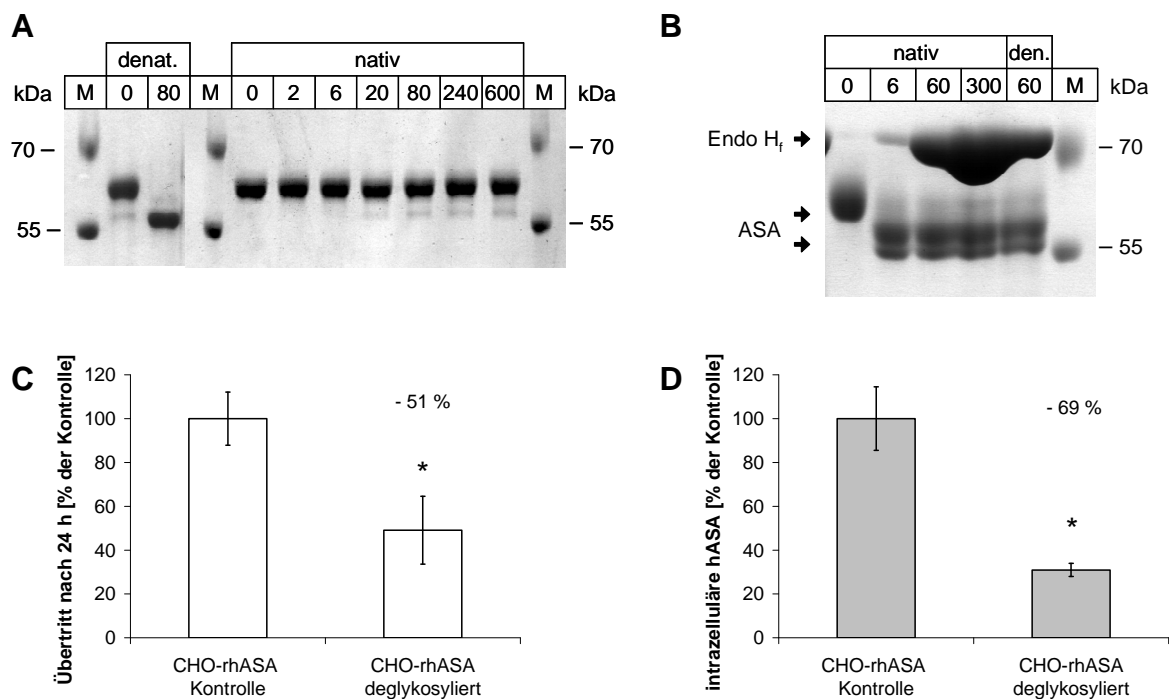 A
denat.
nativ
kDa
M
0
80
M
0
2
6
20
80
240
600
M
kDa
70
55
70
55
B
nativ
den.
0
6
60
300
60
M
kDa
Endo Hf
ASA
70
55
C
Übertritt nach 24 h [% der Kontrolle]
120
100
80
60
40
20
0
- 51 %
*
CHO-rhASA
Kontrolle
CHO-rhASA
deglykosyliert
D
intrazelluläre hASA [% der Kontrolle]
120
100
80
60
40
20
0
- 69 %
*
CHO-rhASA
Kontrolle
CHO-rhASA
deglykosyliert